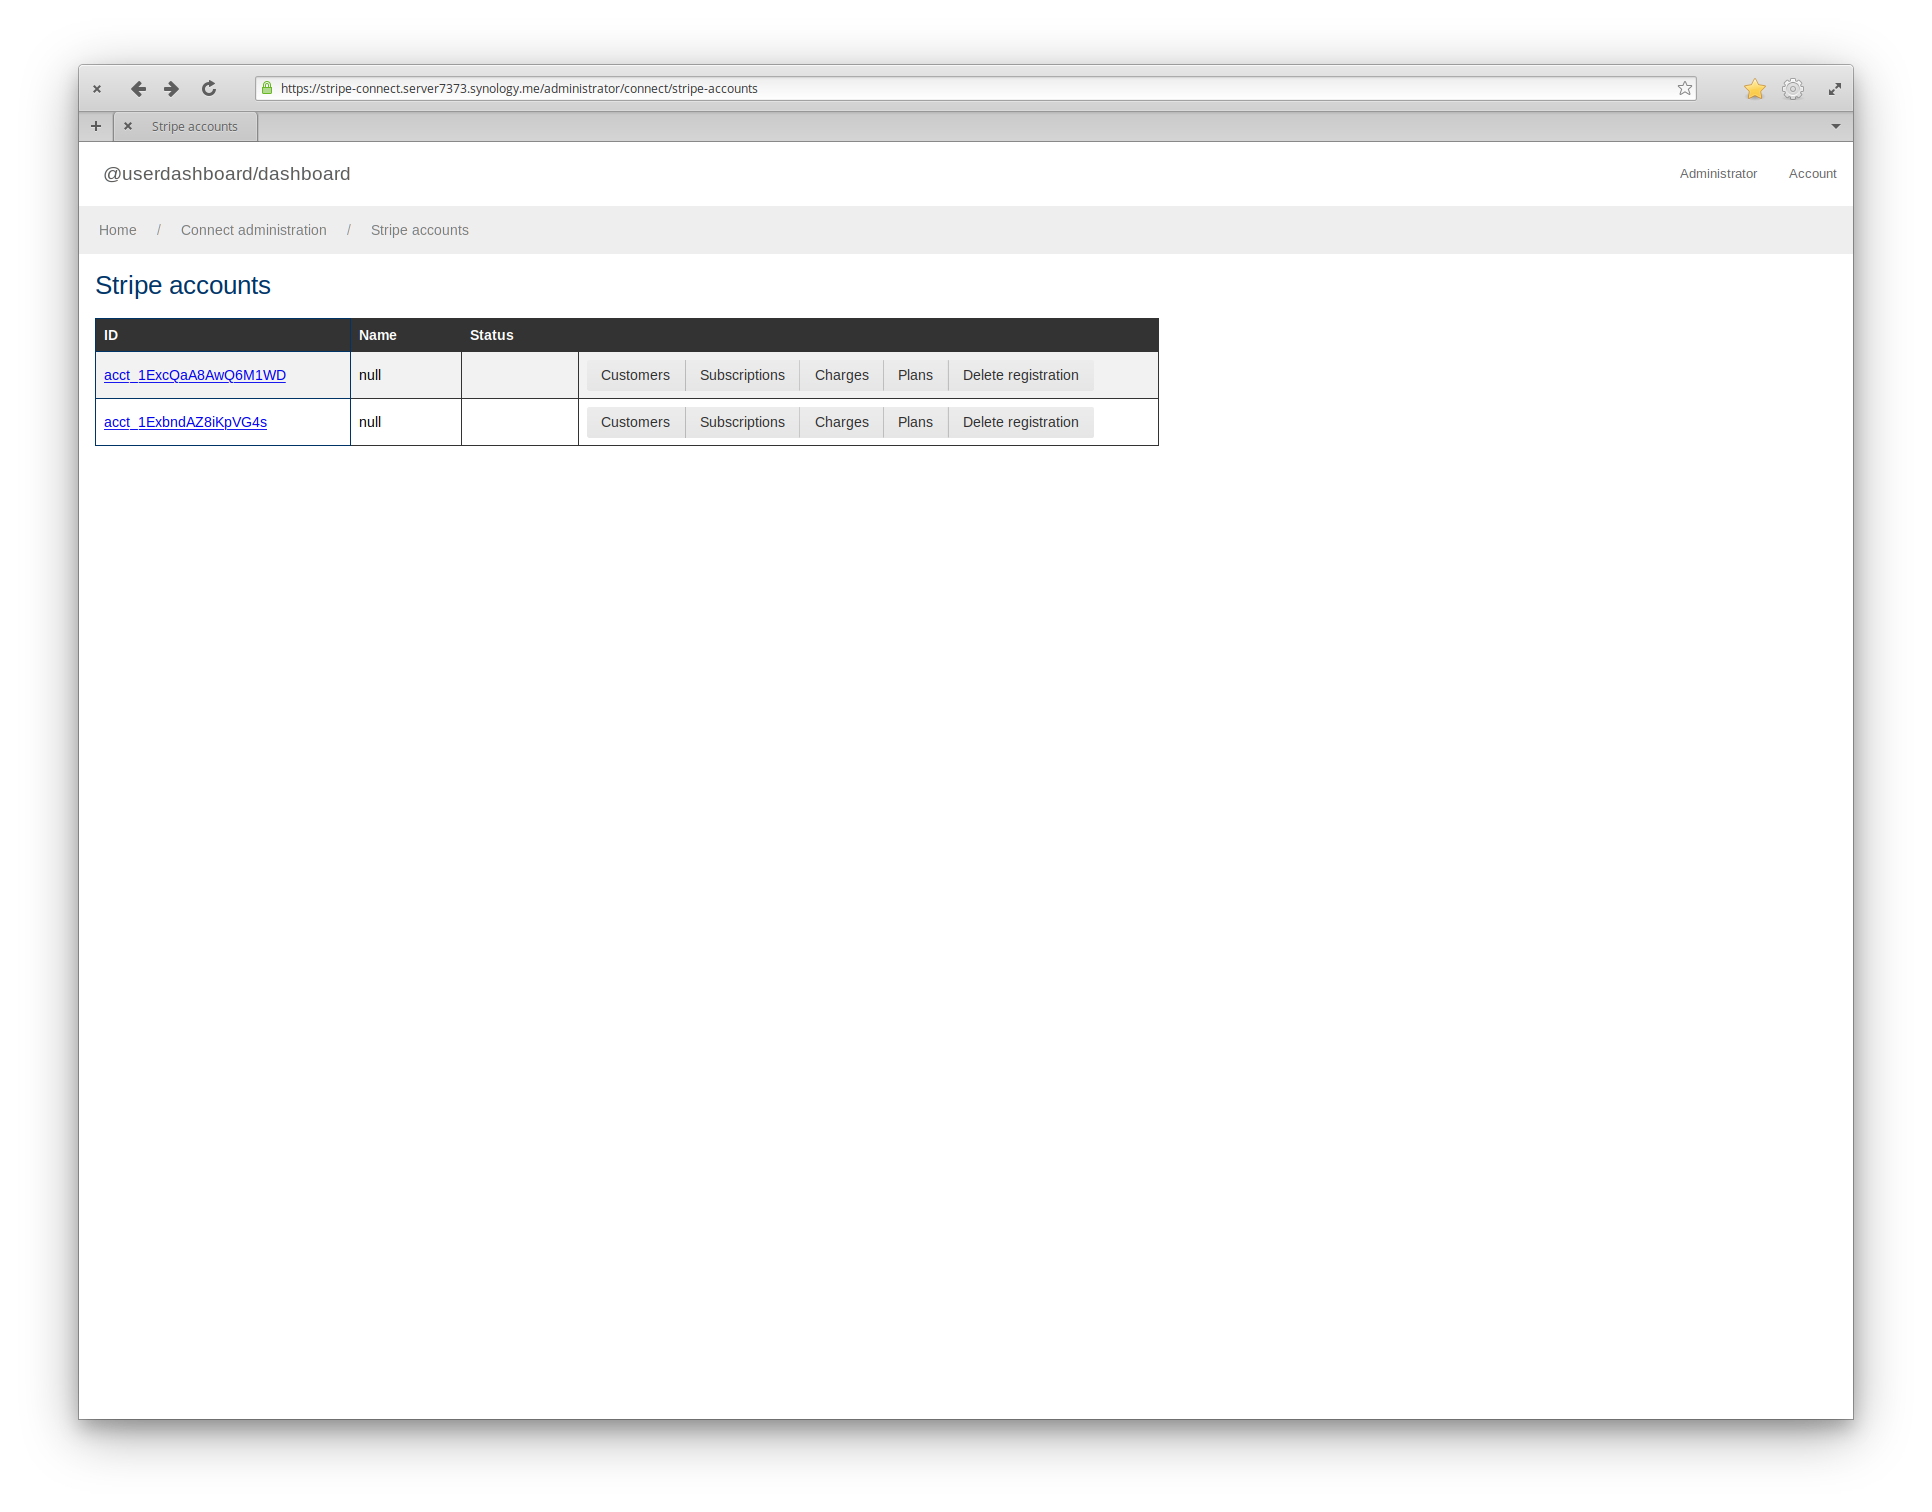 https://stripe-connect.server7373.synology.me/administrator/connect/stripe-accounts
Stripe accounts
@userdashboard/dashboard Administrator Account
Home / Connect administration / Stripe accounts
Stripe accounts
ID Name Status
acct_1ExcQaA8AwQ6M1WD null Customers Subscriptions Charges Plans Delete registration
acct_1ExbndAZ8iKpVG4s null Customers Subscriptions Charges Plans Delete registration